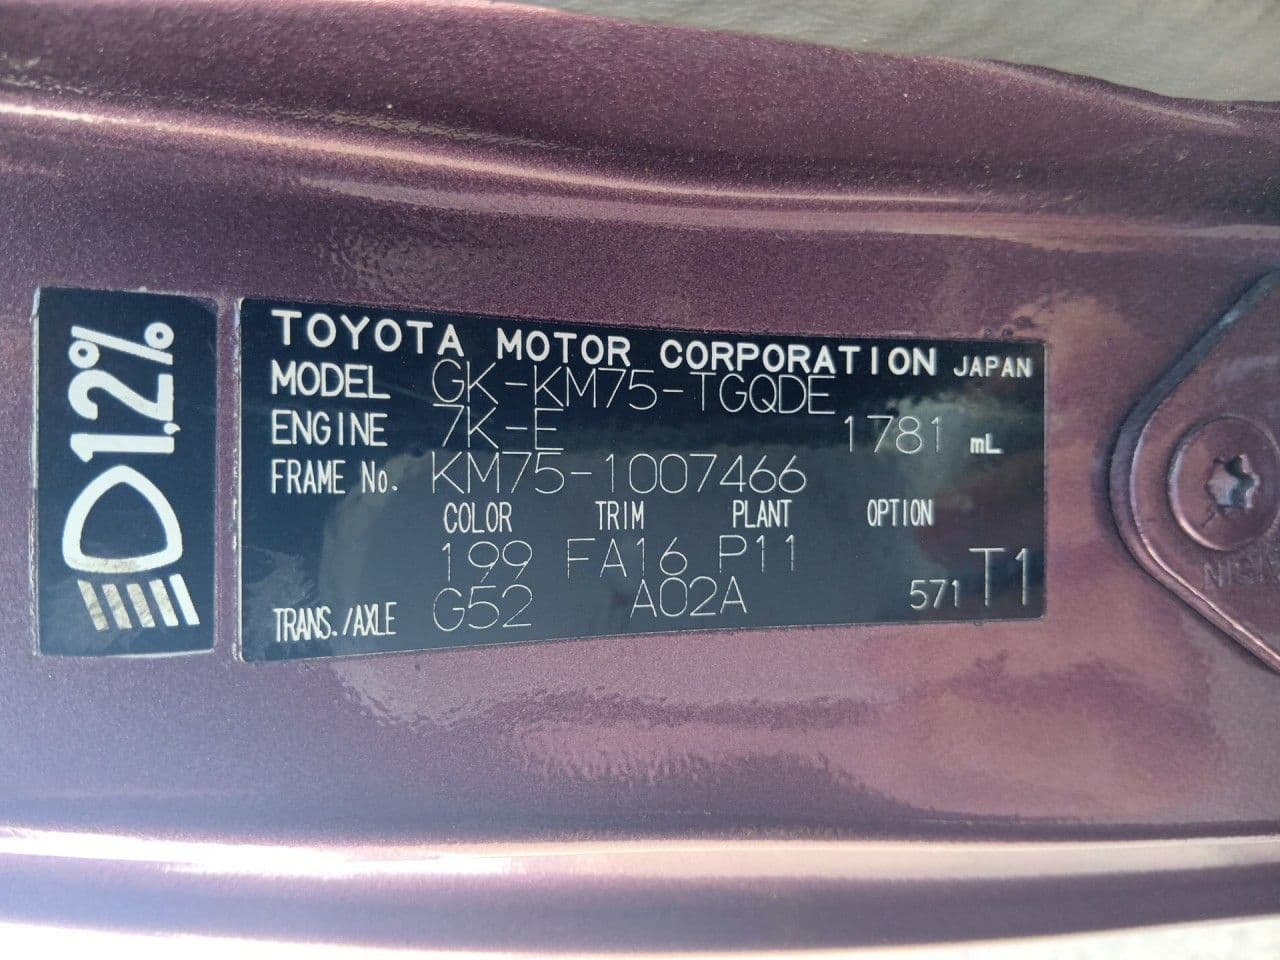 1,2%
TOYOTA MOTOR CORPORATION JAPAN
MODEL GK-KM75-TGQDE
ENGINE 7K-E 1781 mL
FRAME No. KM75-1007466
COLOR TRIM PLANT OPTION
199 FA16 P11
TRANS./AXLE G52 A02A 571 T1